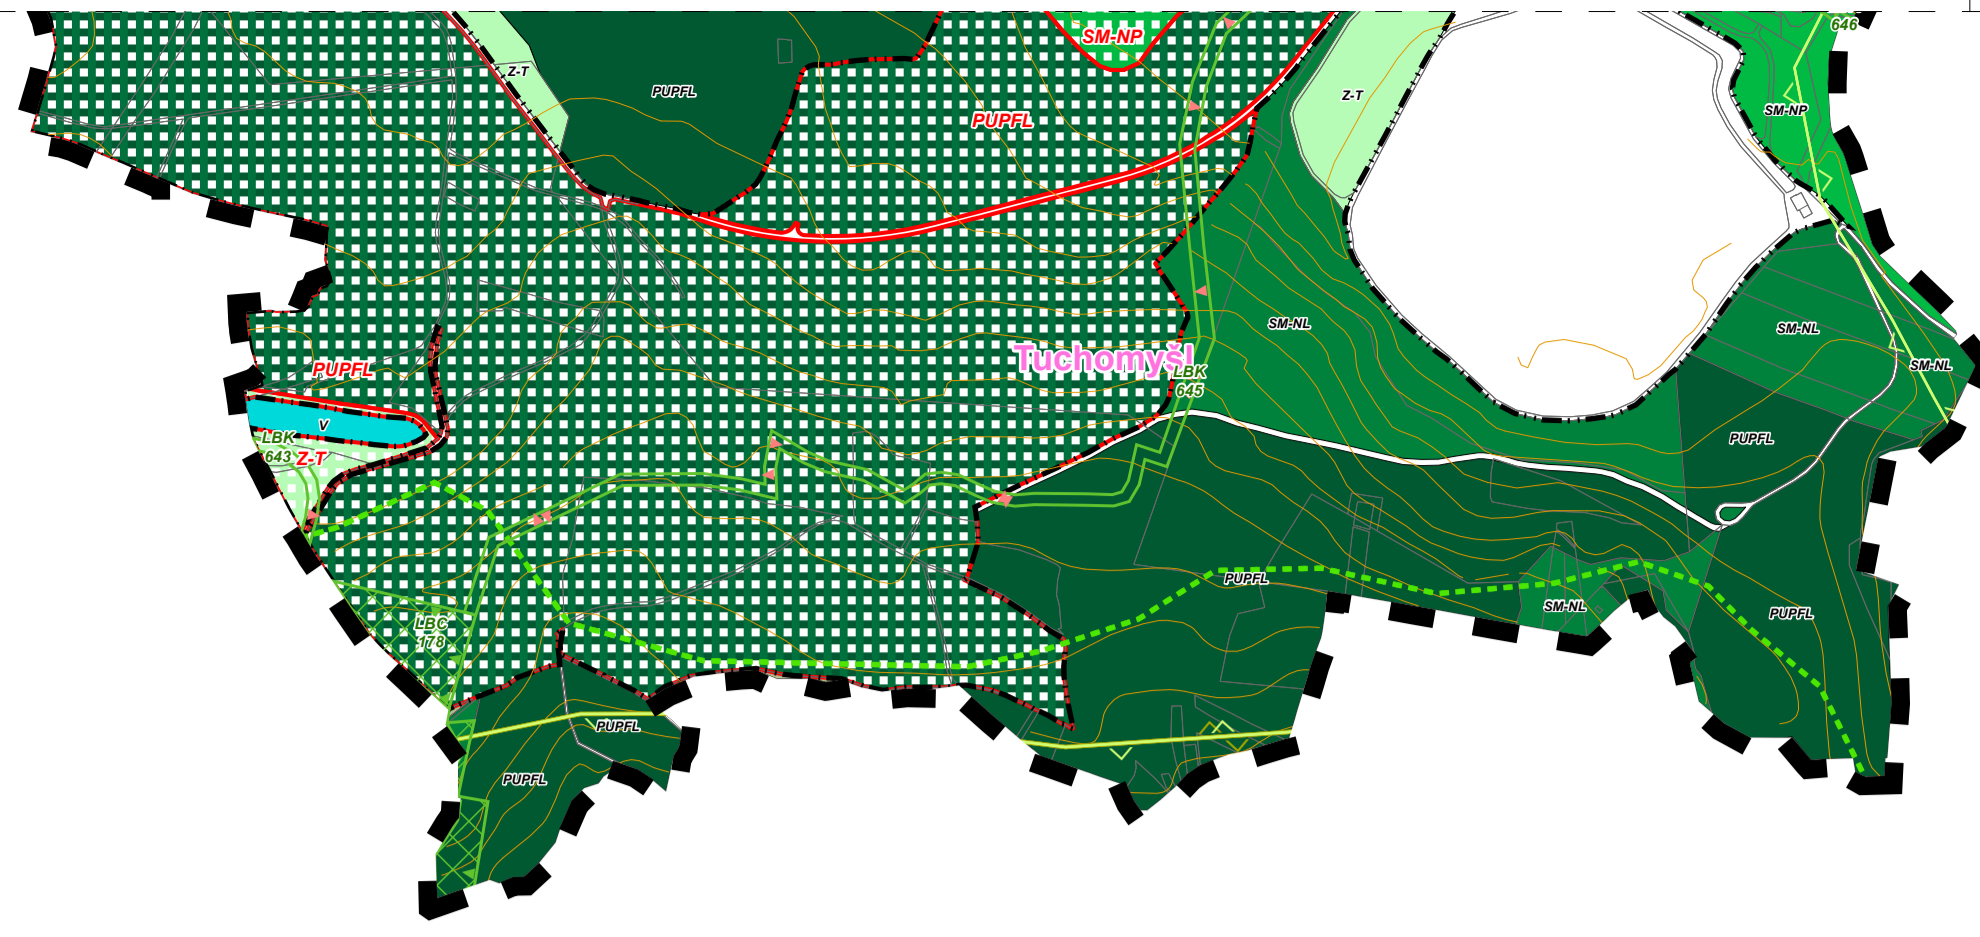 646
SM-NP
Z-T
PUPFL
Z-T
SM-NP
PUPFL
SM-NL
SM-NL
Tuchomyšl
PUPFL
LBK
645
SM-NL
V
LBK
643
Z-T
PUPFL
PUPFL
SM-NL
PUPFL
LBC
178
PUPFL
PUPFL